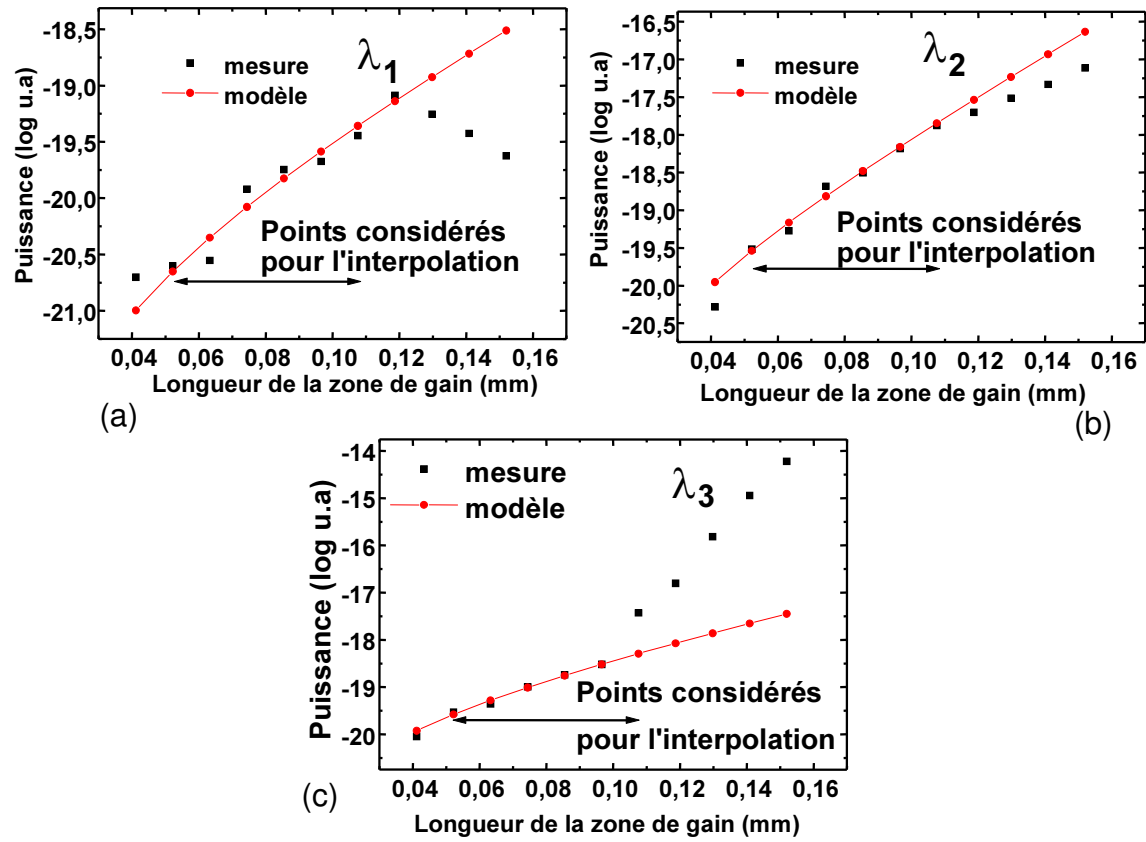 Puissance (log u.a)
-18,5
-19,0
-19,5
-20,0
-20,5
-21,0
λ1
mesure
modèle
Points considérés
pour l'interpolation
0,04 0,06 0,08 0,10 0,12 0,14 0,16
Longueur de la zone de gain (mm)
(a)
Puissance (log u.a)
-16,5
-17,0
-17,5
-18,0
-18,5
-19,0
-19,5
-20,0
-20,5
λ2
mesure
modèle
Points considérés
pour l'interpolation
0,04 0,06 0,08 0,10 0,12 0,14 0,16
Longueur de la zone de gain (mm)
(b)
Puissance (log u.a)
-14
-15
-16
-17
-18
-19
-20
mesure
λ3
modèle
Points considérés
pour l'interpolation
0,04 0,06 0,08 0,10 0,12 0,14 0,16
Longueur de la zone de gain (mm)
(c)